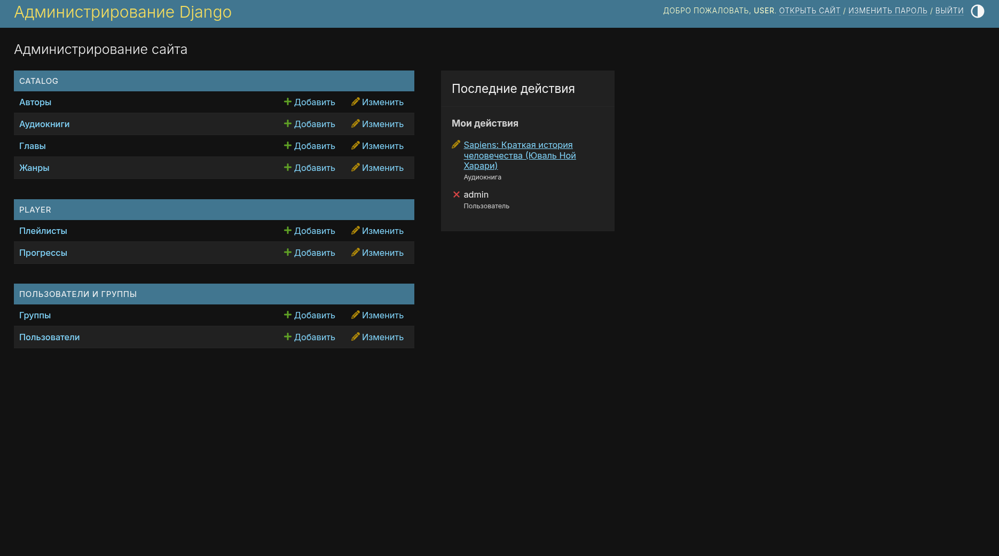 Администрирование Django
ДОБРО ПОЖАЛОВАТЬ, USER. ОТКРЫТЬ САЙТ / ИЗМЕНИТЬ ПАРОЛЬ / ВЫЙТИ
Администрирование сайта
CATALOG
Авторы Добавить Изменить
Аудиокниги Добавить Изменить
Главы Добавить Изменить
Жанры Добавить Изменить
PLAYER
Плейлисты Добавить Изменить
Прогрессы Добавить Изменить
ПОЛЬЗОВАТЕЛИ И ГРУППЫ
Группы Добавить Изменить
Пользователи Добавить Изменить
Последние действия
Мои действия
Sapiens: Краткая история
человечества (Юваль Ной
Харари)
Аудиокнига
admin
Пользователь